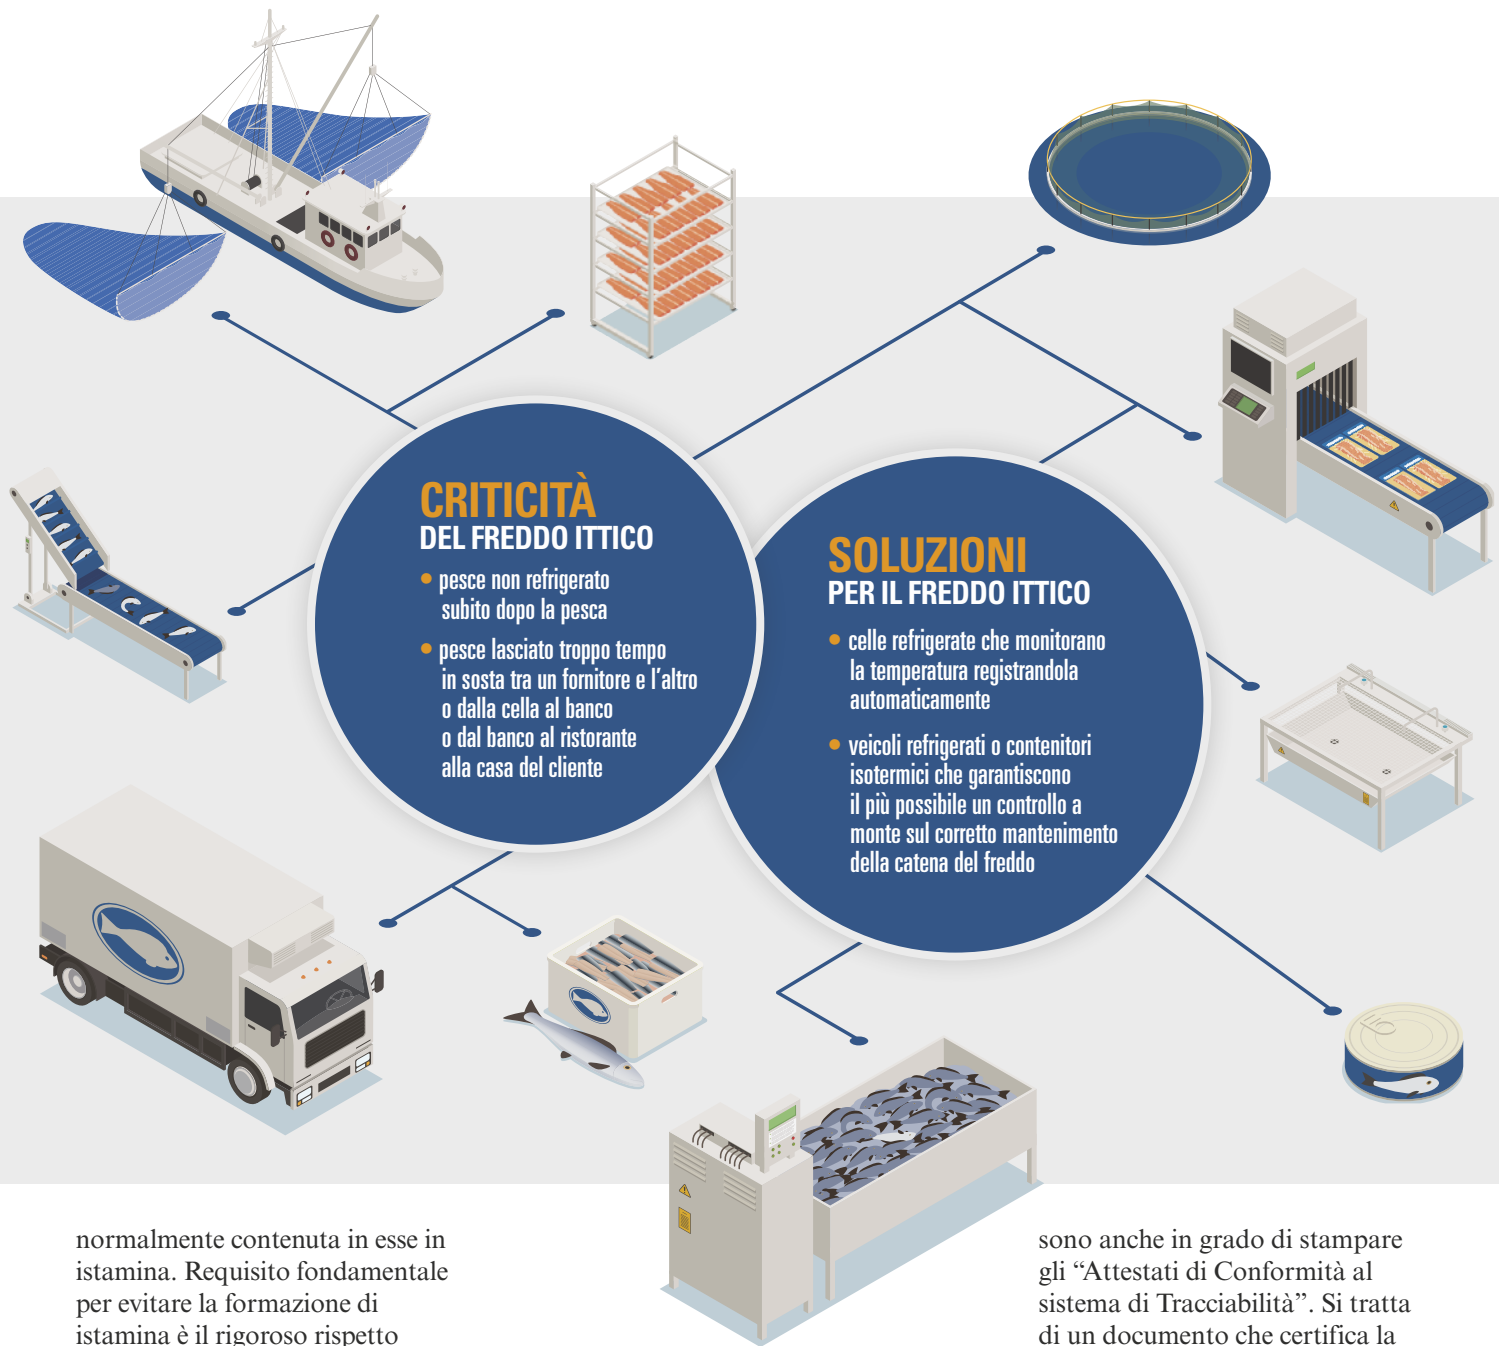 CRITICITÀ
DEL FREDDO ITTICO
• pesce non refrigerato
subito dopo la pesca
• pesce lasciato troppo tempo
in sosta tra un fornitore e l'altro
o dalla cella al banco
o dal banco al ristorante
alla casa del cliente
SOLUZIONI
PER IL FREDDO ITTICO
• celle refrigerate che monitorano
la temperatura registrandola
automaticamente
• veicoli refrigerati o contenitori
isotermici che garantiscono
il più possibile un controllo a
monte sul corretto mantenimento
della catena del freddo
normalmente contenuta in esse in
istamina. Requisito fondamentale
per evitare la formazione di
istamina è il rigoroso rispetto
sono anche in grado di stampare
gli “Attestati di Conformità al
sistema di Tracciabilità”. Si tratta
di un documento che certifica la